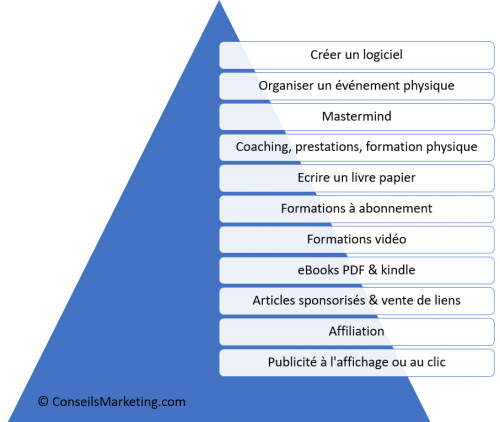 Créer un logiciel
Organiser un événement physique
Mastermind
Coaching, prestations, formation physique
Ecrire un livre papier
Formations à abonnement
Formations vidéo
eBooks PDF & kindle
Articles sponsorisés & vente de liens
Affiliation
Publicité à l'affichage ou au clic
© ConseilsMarketing.com